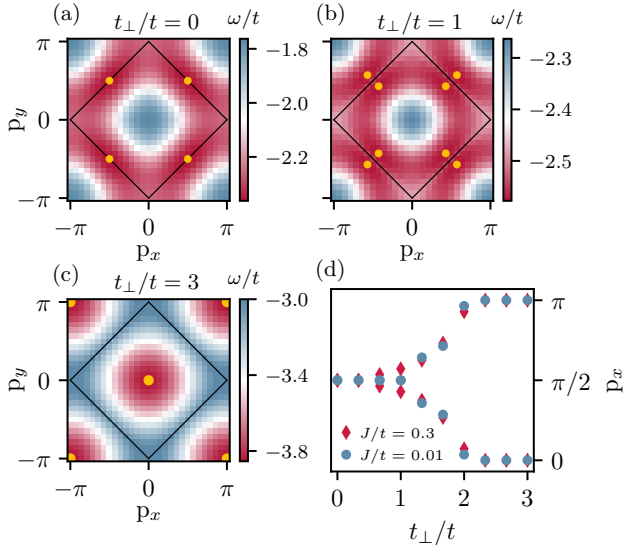 (a) t⊥/t = 0 ω/t
π
0
−π
p_y
−π 0 π
p_x
−1.8
−2.0
−2.2
(b) t⊥/t = 1 ω/t
π
0
−π
p_y
−π 0 π
p_x
−2.3
−2.4
−2.5
(c) t⊥/t = 3 ω/t
π
0
−π
p_y
−π 0 π
p_x
−3.0
−3.4
−3.8
(d)
J/t = 0.3
J/t = 0.01
π
π/2
0
p_x
0 1 2 3
t⊥/t